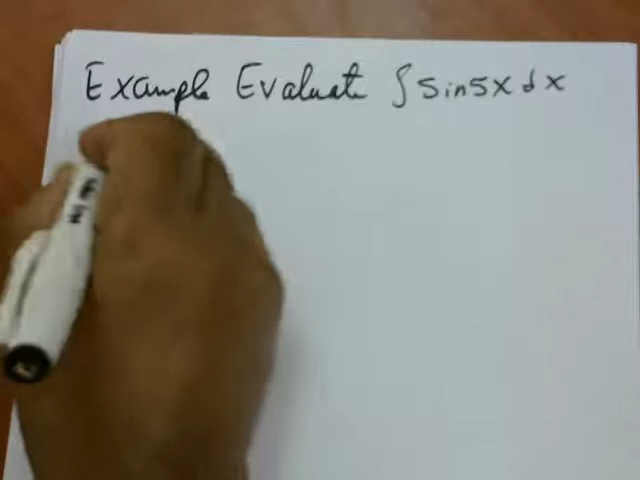 Example Evaluate ∫ sin5x dx